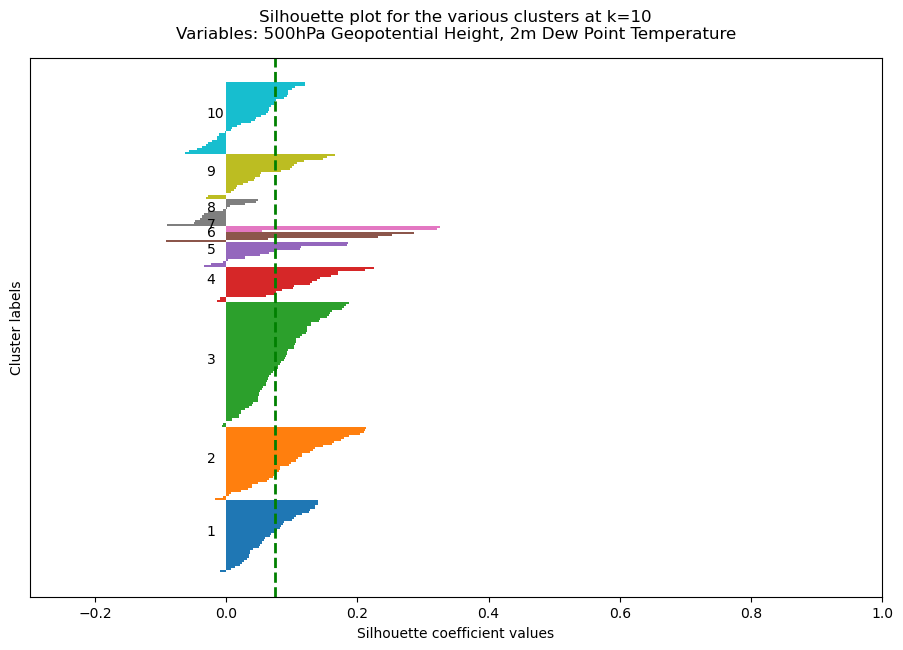 Silhouette plot for the various clusters at k=10
Variables: 500hPa Geopotential Height, 2m Dew Point Temperature
10
9
8
7
6
5
4
3
2
1
Cluster labels
−0.2 0.0 0.2 0.4 0.6 0.8 1.0
Silhouette coefficient values